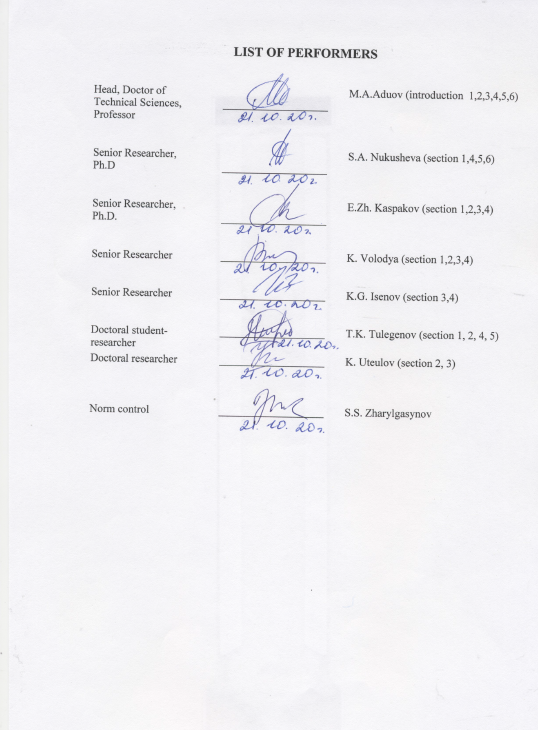 LIST OF PERFORMERS
Head, Doctor of
Technical Sciences,
Professor
21. 10. 20г.
M.A.Aduov (introduction 1,2,3,4,5,6)
Senior Researcher,
Ph.D
21. 10. 20г.
S.A. Nukusheva (section 1,4,5,6)
Senior Researcher,
Ph.D.
21 10. 20г.
E.Zh. Kaspakov (section 1,2,3,4)
Senior Researcher
21 10 20г.
K. Volodya (section 1,2,3,4)
Senior Researcher
21. 10. 20г.
K.G. Isenov (section 3,4)
Doctoral student-
researcher
21.10.20г.
T.K. Tulegenov (section 1, 2, 4, 5)
Doctoral researcher
21. 10. 20г.
K. Uteulov (section 2, 3)
Norm control
21. 10. 20г.
S.S. Zharylgasynov